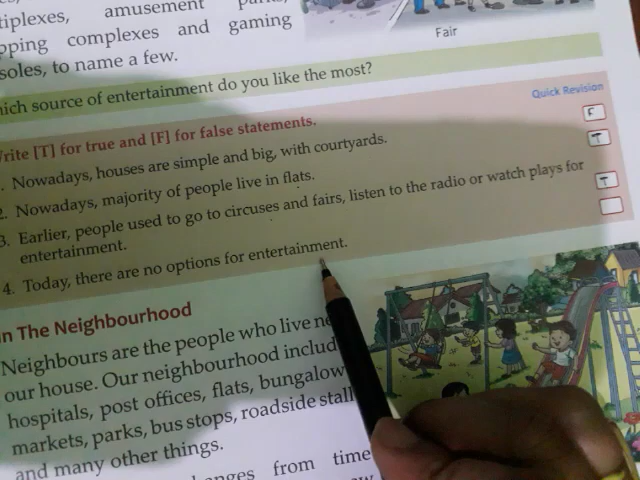 tiplexes, amusement
pping complexes and gaming
soles, to name a few.
Fair
ich source of entertainment do you like the most?
Quick Revision
Write [T] for true and [F] for false statements.
. Nowadays, houses are simple and big, with courtyards. F
2. Nowadays, majority of people live in flats. T
3. Earlier, people used to go to circuses and fairs, listen to the radio or watch plays for
entertainment. T
4. Today, there are no options for entertainment.
In The Neighbourhood
Neighbours are the people who live ne
our house. Our neighbourhood includ
hospitals, post offices, flats, bungalow
markets, parks, bus stops, roadside stall
and many other things.
anges from time